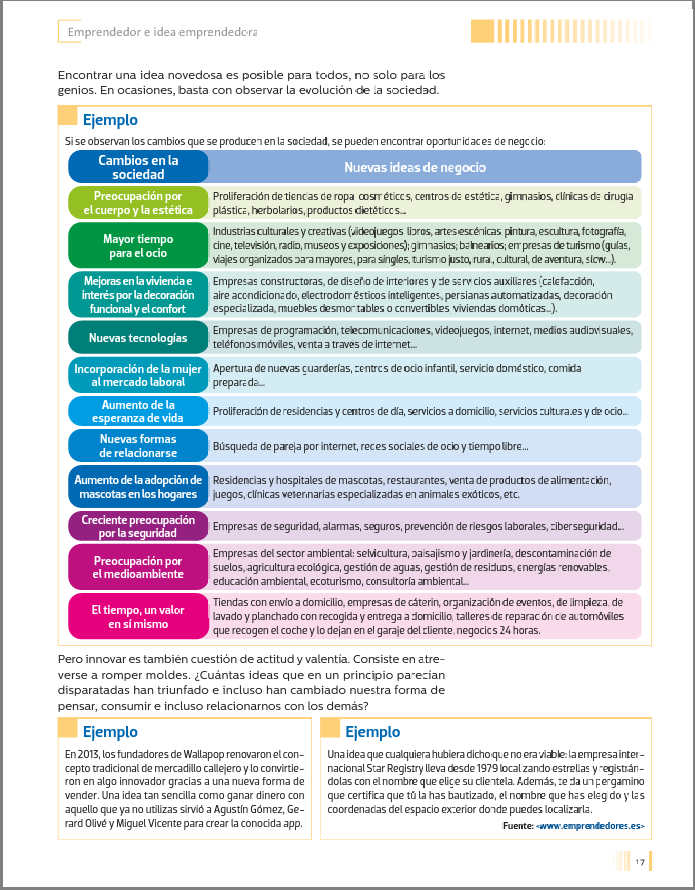 Emprendedor e idea emprendedora
Encontrar una idea novedosa es posible para todos, no solo para los
genios. En ocasiones, basta con observar la evolución de la sociedad.
Ejemplo
Si se observan los cambios que se producen en la sociedad, se pueden encontrar oportunidades de negocio:
Cambios en la
sociedad
Nuevas ideas de negocio
Preocupación por
el cuerpo y la estética
Proliferación de tiendas de ropa, cosméticos, centros de estética, gimnasios, clínicas de cirugía
plástica, herbolarios, productos dietéticos...
Mayor tiempo
para el ocio
Industrias culturales y creativas (videojuegos, libros, artes escénicas, pintura, escultura, fotografía,
cine, televisión, radio, museos y exposiciones); gimnasios; balnearios; empresas de turismo (guías,
viajes organizados para mayores, para singles, turismo justo, rural, cultural, de aventura, slow...).
Mejoras en la vivienda e
interés por la decoración
funcional y el confort
Empresas constructoras, de diseño de interiores y de servicios auxiliares (calefacción,
aire acondicionado, electrodomésticos inteligentes, persianas automatizadas, decoración
especializada, muebles desmontables o convertibles, viviendas domóticas...).
Nuevas tecnologías
Empresas de programación, telecomunicaciones, videojuegos, internet, medios audiovisuales,
teléfonos móviles, venta a través de internet...
Incorporación de la mujer
al mercado laboral
Apertura de nuevas guarderías, centros de ocio infantil, servicio doméstico, comida
preparada...
Aumento de la
esperanza de vida
Proliferación de residencias y centros de día, servicios a domicilio, servicios culturales y de ocio...
Nuevas formas
de relacionarse
Búsqueda de pareja por internet, redes sociales de ocio y tiempo libre...
Aumento de la adopción de
mascotas en los hogares
Residencias y hospitales de mascotas, restaurantes, venta de productos de alimentación,
juegos, clínicas veterinarias especializadas en animales exóticos, etc.
Creciente preocupación
por la seguridad
Empresas de seguridad, alarmas, seguros, prevención de riesgos laborales, ciberseguridad...
Preocupación por
el medioambiente
Empresas del sector ambiental: selvicultura, paisajismo y jardinería, descontaminación de
suelos, agricultura ecológica, gestión de aguas, gestión de residuos, energías renovables,
educación ambiental, ecoturismo, consultoría ambiental...
El tiempo, un valor
en sí mismo
Tiendas con envío a domicilio, empresas de cáterin, organización de eventos, de limpieza, de
lavado y planchado con recogida y entrega a domicilio, talleres de reparación de automóviles
que recogen el coche y lo dejan en el garaje del cliente, negocios 24 horas.
Pero innovar es también cuestión de actitud y valentía. Consiste en atre-
verse a romper moldes. ¿Cuántas ideas que en un principio parecían
disparatadas han triunfado e incluso han cambiado nuestra forma de
pensar, consumir e incluso relacionarnos con los demás?
Ejemplo
En 2013, los fundadores de Wallapop renovaron el con-
cepto tradicional de mercadillo callejero y lo convirtie-
ron en algo innovador gracias a una nueva forma de
vender. Una idea tan sencilla como ganar dinero con
aquello que ya no utilizas sirvió a Agustín Gómez, Ge-
rard Olivé y Miguel Vicente para crear la conocida app.
Ejemplo
Una idea que cualquiera hubiera dicho que no era viable: la empresa inter-
nacional Star Registry lleva desde 1979 localizando estrellas y registrán-
dolas con el nombre que elige su clientela. Además, te da un pergamino
que certifica que tú la has bautizado, el nombre que has elegido y las
coordenadas del espacio exterior donde puedes localizarla.
Fuente: <www.emprendedores.es>
17